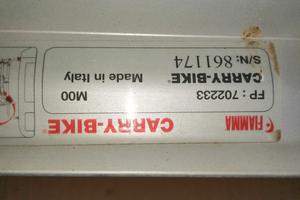 FIAMMA CARRY-BIKE®
FP : 702233 M00
CARRY-BIKE® Made in Italy
S/N: 861174